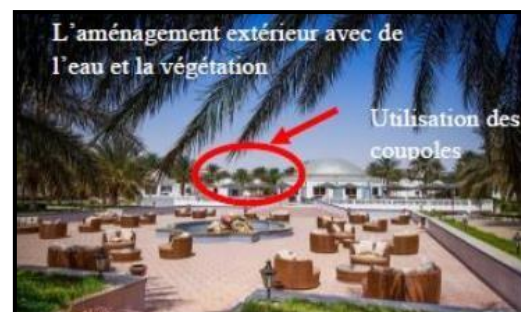 L’aménagement extérieur avec de
l’eau et la végétation
Utilisation des
coupoles